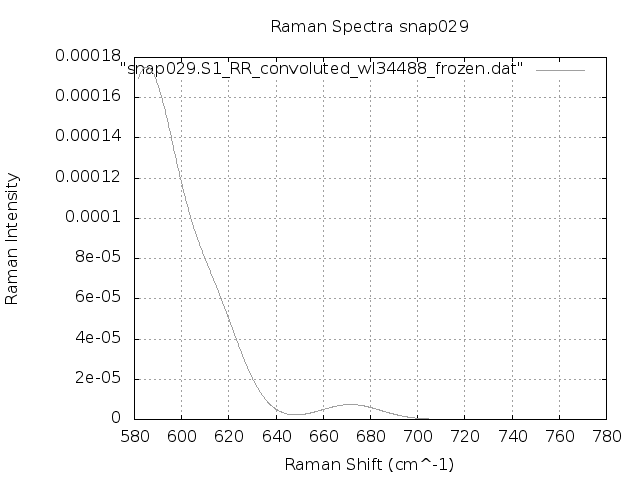 Raman Spectra snap029
"snap029.S1_RR_convoluted_wl34488_frozen.dat"
0.00018
0.00016
0.00014
0.00012
0.0001
8e-05
6e-05
4e-05
2e-05
0
Raman Intensity
580 600 620 640 660 680 700 720 740 760 780
Raman Shift (cm^-1)